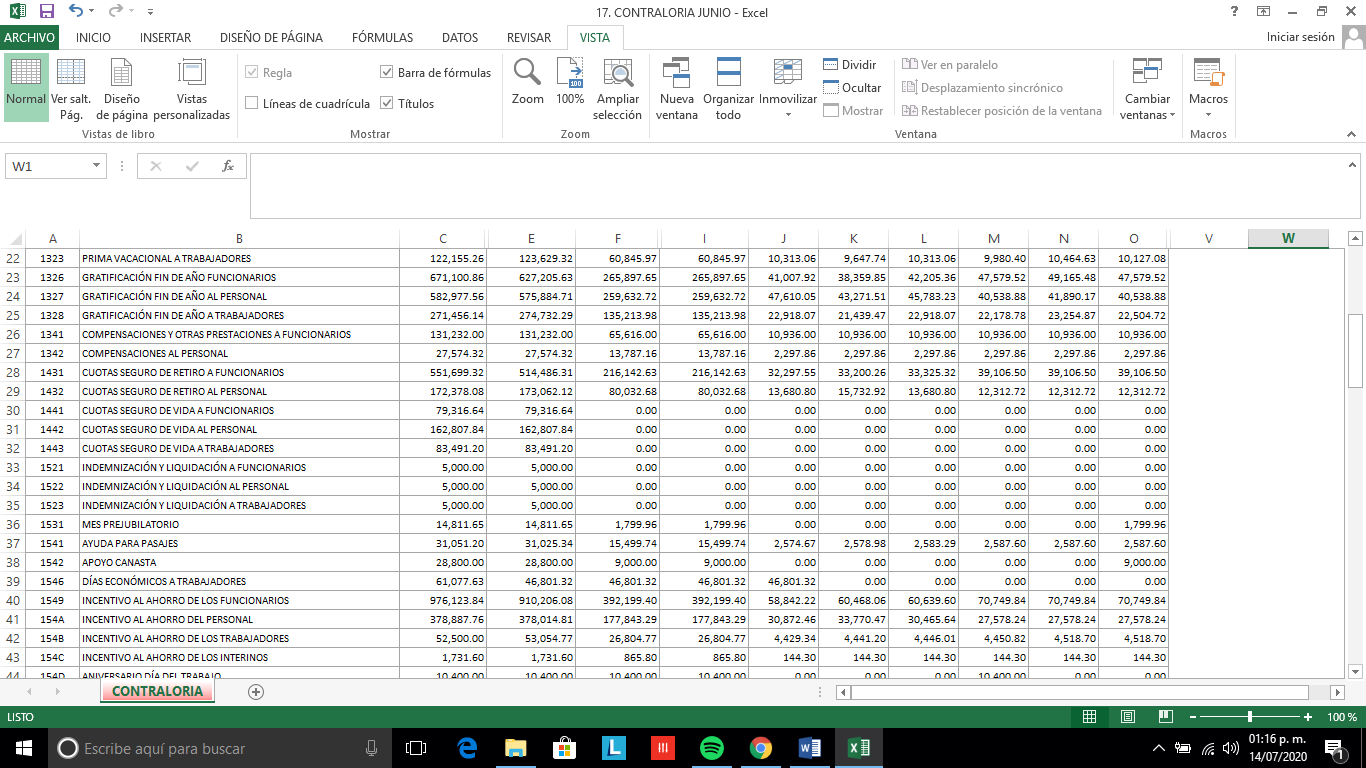 17. CONTRALORIA JUNIO - Excel
ARCHIVO INICIO INSERTAR DISEÑO DE PÁGINA FÓRMULAS DATOS REVISAR VISTA Iniciar sesión
Normal Ver salt. Pág. Diseño de página Vistas personalizadas
Vistas de libro
Regla Barra de fórmulas
Líneas de cuadrícula Títulos
Mostrar
Zoom 100% Ampliar selección
Zoom
Nueva ventana Organizar todo Inmovilizar
Dividir Ver en paralelo
Ocultar Desplazamiento sincrónico
Mostrar Restablecer posición de la ventana
Cambiar ventanas
Ventana
Macros
Macros
W1 fx
A B C E F I J K L M N O V W
22 1323 PRIMA VACACIONAL A TRABAJADORES 122,155.26 123,629.32 60,845.97 60,845.97 10,313.06 9,647.74 10,313.06 9,980.40 10,464.63 10,127.08
23 1326 GRATIFICACIÓN FIN DE AÑO FUNCIONARIOS 671,100.86 627,205.63 265,897.65 265,897.65 41,007.92 38,359.85 42,205.36 47,579.52 49,165.48 47,579.52
24 1327 GRATIFICACIÓN FIN DE AÑO AL PERSONAL 582,977.56 575,884.71 259,632.72 259,632.72 47,610.05 43,271.51 45,783.23 40,538.88 41,890.17 40,538.88
25 1328 GRATIFICACIÓN FIN DE AÑO A TRABAJADORES 271,456.14 274,732.29 135,213.98 135,213.98 22,918.07 21,439.47 22,918.07 22,178.78 23,254.87 22,504.72
26 1341 COMPENSACIONES Y OTRAS PRESTACIONES A FUNCIONARIOS 131,232.00 131,232.00 65,616.00 65,616.00 10,936.00 10,936.00 10,936.00 10,936.00 10,936.00 10,936.00
27 1342 COMPENSACIONES AL PERSONAL 27,574.32 27,574.32 13,787.16 13,787.16 2,297.86 2,297.86 2,297.86 2,297.86 2,297.86 2,297.86
28 1431 CUOTAS SEGURO DE RETIRO A FUNCIONARIOS 551,699.32 514,486.31 216,142.63 216,142.63 32,297.55 33,200.26 33,325.32 39,106.50 39,106.50 39,106.50
29 1432 CUOTAS SEGURO DE RETIRO AL PERSONAL 172,378.08 173,062.12 80,032.68 80,032.68 13,680.80 15,732.92 13,680.80 12,312.72 12,312.72 12,312.72
30 1441 CUOTAS SEGURO DE VIDA A FUNCIONARIOS 79,316.64 79,316.64 0.00 0.00 0.00 0.00 0.00 0.00 0.00 0.00
31 1442 CUOTAS SEGURO DE VIDA AL PERSONAL 162,807.84 162,807.84 0.00 0.00 0.00 0.00 0.00 0.00 0.00 0.00
32 1443 CUOTAS SEGURO DE VIDA A TRABAJADORES 83,491.20 83,491.20 0.00 0.00 0.00 0.00 0.00 0.00 0.00 0.00
33 1521 INDEMNIZACIÓN Y LIQUIDACIÓN A FUNCIONARIOS 5,000.00 5,000.00 0.00 0.00 0.00 0.00 0.00 0.00 0.00 0.00
34 1522 INDEMNIZACIÓN Y LIQUIDACIÓN AL PERSONAL 5,000.00 5,000.00 0.00 0.00 0.00 0.00 0.00 0.00 0.00 0.00
35 1523 INDEMNIZACIÓN Y LIQUIDACIÓN A TRABAJADORES 5,000.00 5,000.00 0.00 0.00 0.00 0.00 0.00 0.00 0.00 0.00
36 1531 MES PREJUBILATORIO 14,811.65 14,811.65 1,799.96 1,799.96 0.00 0.00 0.00 0.00 0.00 1,799.96
37 1541 AYUDA PARA PASAJES 31,051.20 31,025.34 15,499.74 15,499.74 2,574.67 2,578.98 2,583.29 2,587.60 2,587.60 2,587.60
38 1542 APOYO CANASTA 28,800.00 28,800.00 9,000.00 9,000.00 0.00 0.00 0.00 0.00 0.00 9,000.00
39 1546 DÍAS ECONÓMICOS A TRABAJADORES 61,077.63 46,801.32 46,801.32 46,801.32 46,801.32 0.00 0.00 0.00 0.00 0.00
40 1549 INCENTIVO AL AHORRO DE LOS FUNCIONARIOS 976,123.84 910,206.08 392,199.40 392,199.40 58,842.22 60,468.06 60,639.60 70,749.84 70,749.84 70,749.84
41 154A INCENTIVO AL AHORRO DEL PERSONAL 378,887.76 378,014.81 177,843.29 177,843.29 30,872.46 33,770.47 30,465.64 27,578.24 27,578.24 27,578.24
42 154B INCENTIVO AL AHORRO DE LOS TRABAJADORES 52,500.00 53,054.77 26,804.77 26,804.77 4,429.34 4,441.20 4,446.01 4,450.82 4,518.70 4,518.70
43 154C INCENTIVO AL AHORRO DE LOS INTERINOS 1,731.60 1,731.60 865.80 865.80 144.30 144.30 144.30 144.30 144.30 144.30
44 154D ANIVERSARIO DÍA DEL TRABAJO 10,400.00 10,400.00 10,400.00 10,400.00 0.00 0.00 0.00 10,400.00 0.00 0.00
CONTRALORIA
LISTO 100 %
Escribe aquí para buscar
01:16 p. m.
14/07/2020
1